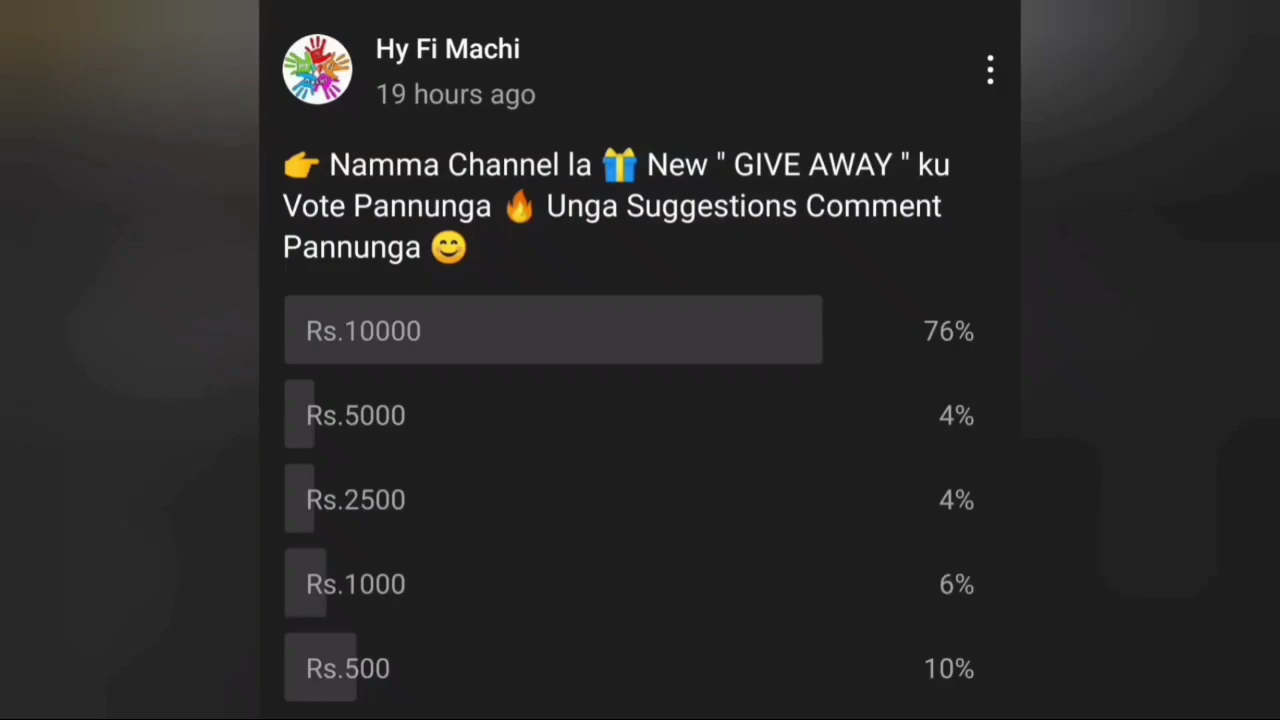 Hy Fi Machi
19 hours ago
👉 Namma Channel la 🎁 New " GIVE AWAY " ku
Vote Pannunga 🔥 Unga Suggestions Comment
Pannunga 😊
Rs.10000 76%
Rs.5000 4%
Rs.2500 4%
Rs.1000 6%
Rs.500 10%